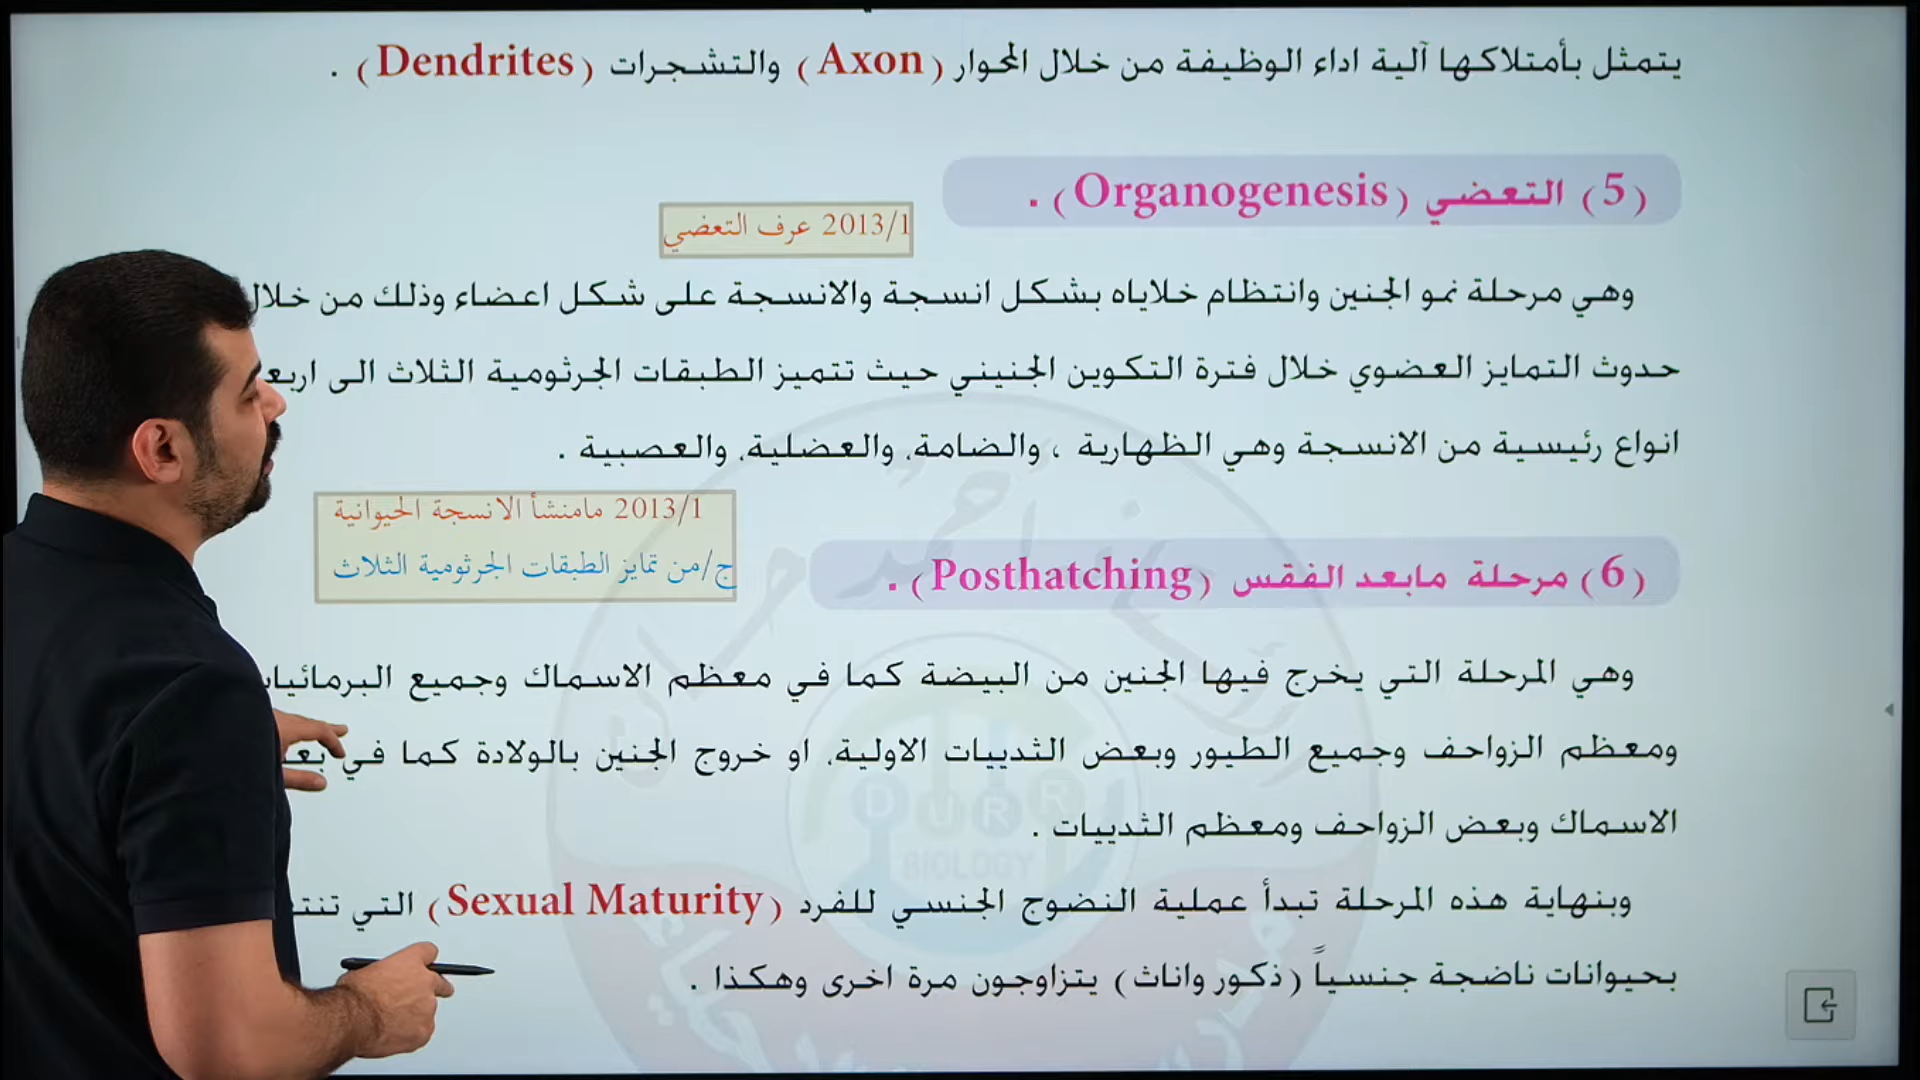 يتمثل بأمتلاكها آلية اداء الوظيفة من خلال المحوار (Axon) والتشجرات (Dendrites) .
(5) التعضي (Organogenesis) .
2013/1 عرف التعضي
وهي مرحلة نمو الجنين وانتظام خلاياه بشكل انسجة والانسجة على شكل اعضاء وذلك من خلال
حدوث التمايز العضوي خلال فترة التكوين الجنيني حيث تتميز الطبقات الجرثومية الثلاث الى
انواع رئيسية من الانسجة وهي الظهارية ، والضامة، والعضلية، والعصبية .
2013/1 مامنشأ الانسجة الحيوانية
ج/من تمايز الطبقات الجرثومية الثلاث
(6) مرحلة مابعد الفقس (Posthatching) .
وهي المرحلة التي يخرج فيها الجنين من البيضة كما في معظم الاسماك وجميع
ومعظم الزواحف وجميع الطيور وبعض الثدييات الاولية، او خروج الجنين بالولادة كما في
الاسماك وبعض الزواحف ومعظم الثدييات .
وبنهاية هذه المرحلة تبدأ عملية النضوج الجنسي للفرد (Sexual Maturity) التي
بحيوانات ناضجة جنسياً (ذكور واناث) يتزاوجون مرة اخرى وهكذا .
DURR
BIOLOGY